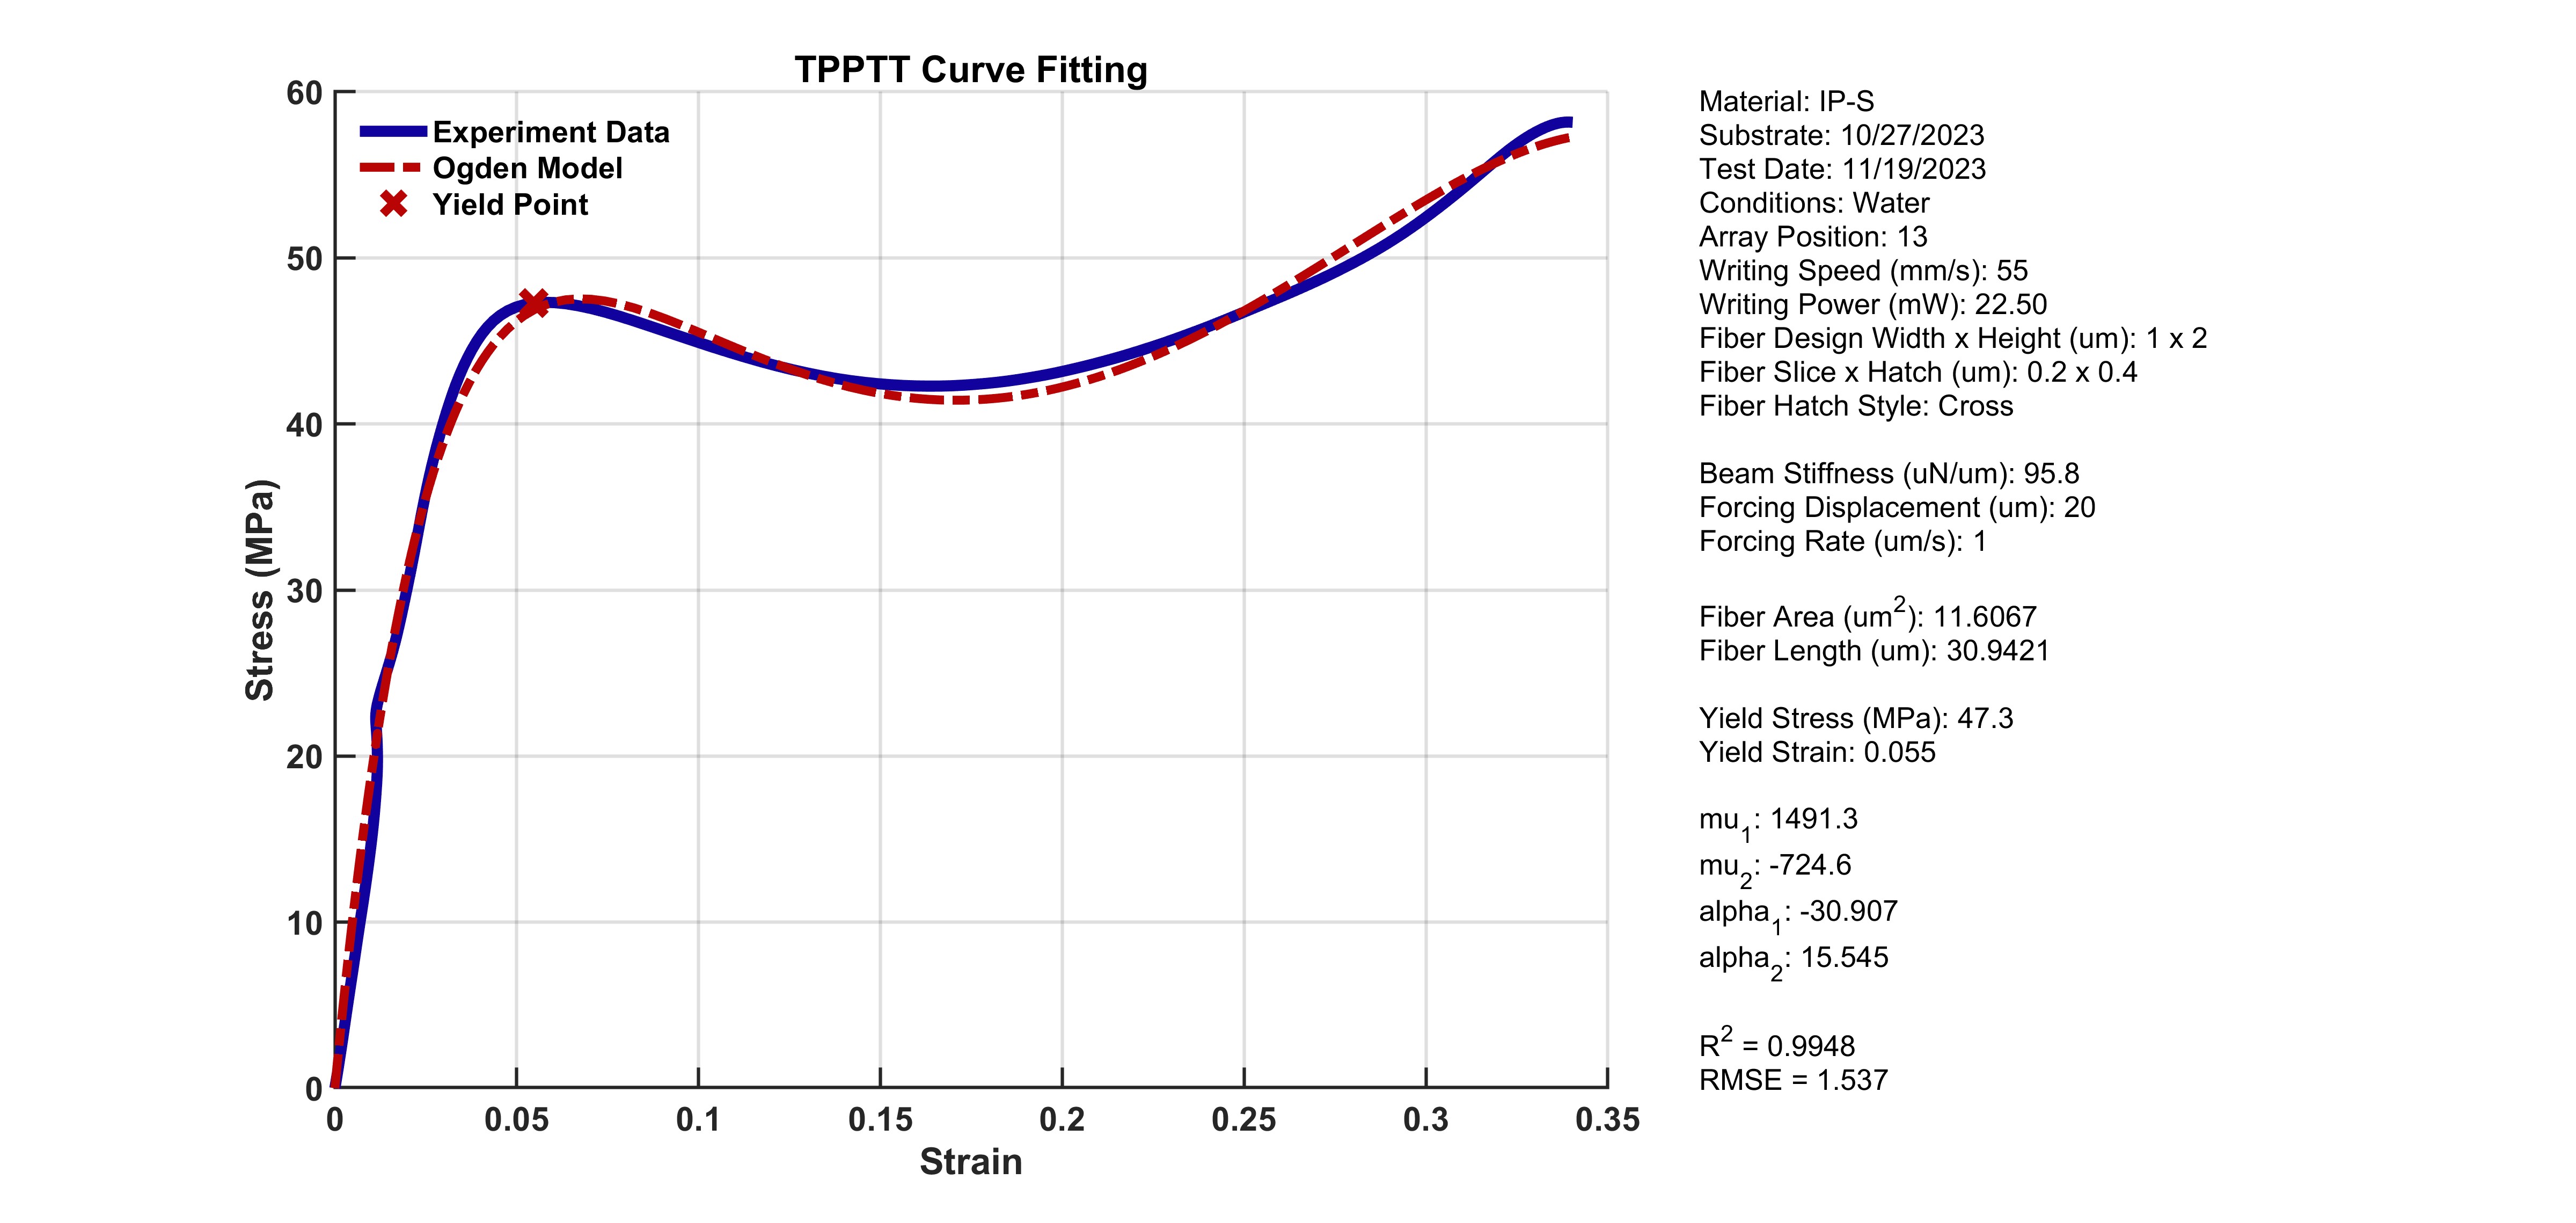 TPPTT Curve Fitting
60
50
40
30
20
10
0
Stress (MPa)
Experiment Data
Ogden Model
Yield Point
0 0.05 0.1 0.15 0.2 0.25 0.3 0.35
Strain
Material: IP-S
Substrate: 10/27/2023
Test Date: 11/19/2023
Conditions: Water
Array Position: 13
Writing Speed (mm/s): 55
Writing Power (mW): 22.50
Fiber Design Width x Height (um): 1 x 2
Fiber Slice x Hatch (um): 0.2 x 0.4
Fiber Hatch Style: Cross
Beam Stiffness (uN/um): 95.8
Forcing Displacement (um): 20
Forcing Rate (um/s): 1
Fiber Area (um²): 11.6067
Fiber Length (um): 30.9421
Yield Stress (MPa): 47.3
Yield Strain: 0.055
mu₁: 1491.3
mu₂: -724.6
alpha₁: -30.907
alpha₂: 15.545
R² = 0.9948
RMSE = 1.537